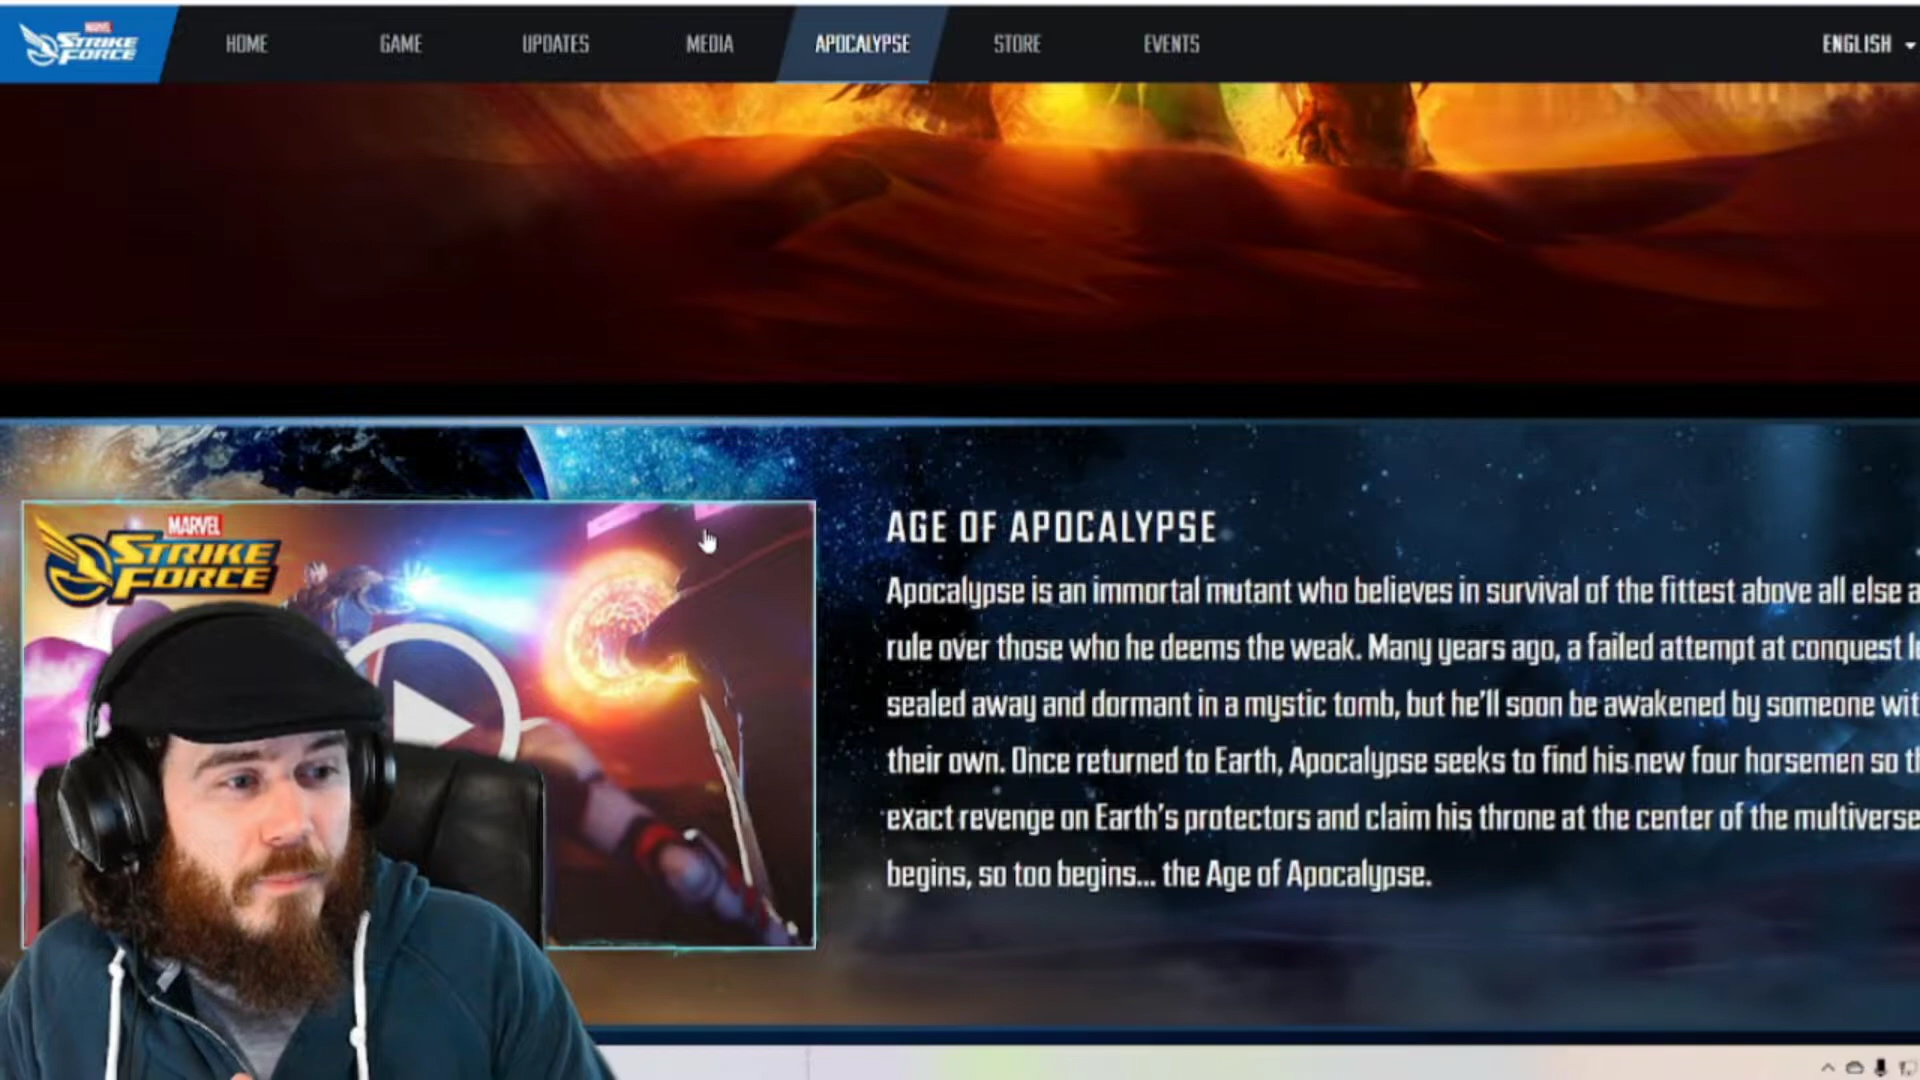 MARVEL
STRIKE
FORCE
HOME GAME UPDATES MEDIA APOCALYPSE STORE EVENTS ENGLISH
MARVEL
STRIKE
FORCE
AGE OF APOCALYPSE
Apocalypse is an immortal mutant who believes in survival of the fittest above all else
rule over those who he deems the weak. Many years ago, a failed attempt at conquest
sealed away and dormant in a mystic tomb, but he'll soon be awakened by someone
their own. Once returned to Earth, Apocalypse seeks to find his new four horsemen so
exact revenge on Earth's protectors and claim his throne at the center of the multiverse
begins, so too begins... the Age of Apocalypse.